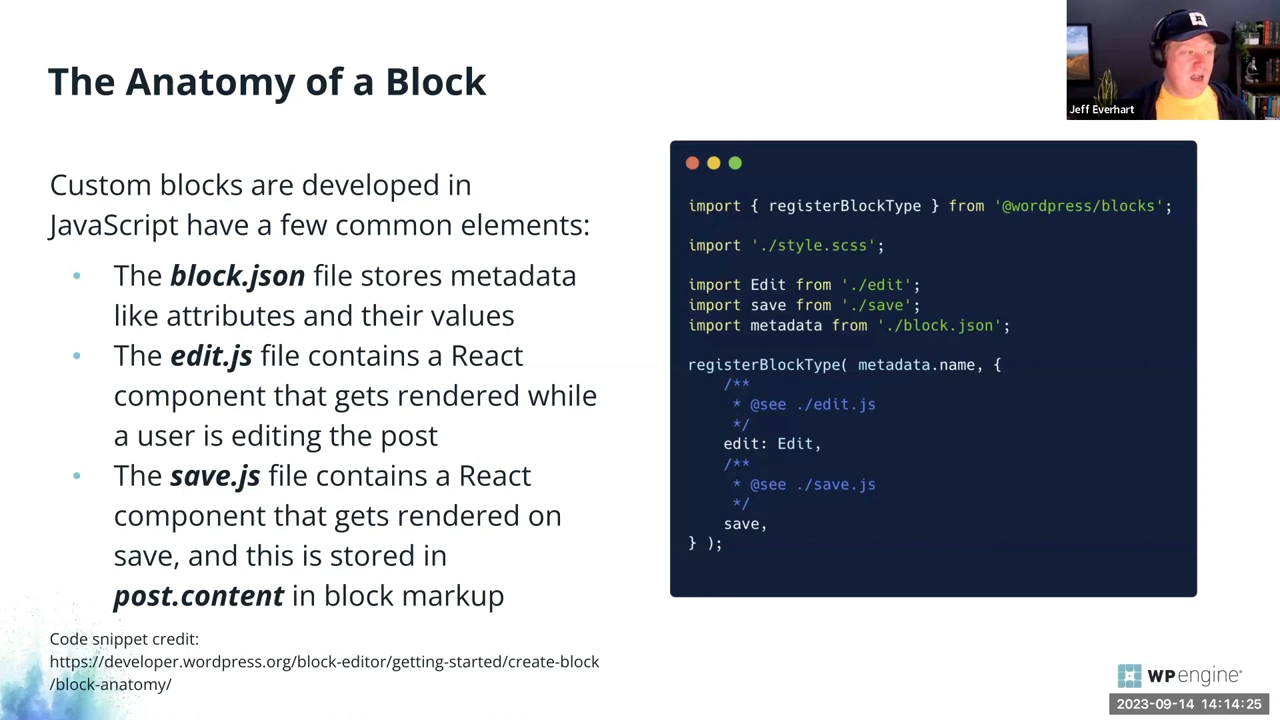 The Anatomy of a Block
Jeff Everhart
Custom blocks are developed in
JavaScript have a few common elements:
• The block.json file stores metadata
like attributes and their values
• The edit.js file contains a React
component that gets rendered while
a user is editing the post
• The save.js file contains a React
component that gets rendered on
save, and this is stored in
post.content in block markup
Code snippet credit:
https://developer.wordpress.org/block-editor/getting-started/create-block
/block-anatomy/
import { registerBlockType } from '@wordpress/blocks';
import './style.scss';
import Edit from './edit';
import save from './save';
import metadata from './block.json';
registerBlockType( metadata.name, {
/**
* @see ./edit.js
*/
edit: Edit,
/**
* @see ./save.js
*/
save,
} );
WP engine®
2023-09-14 14:14:25